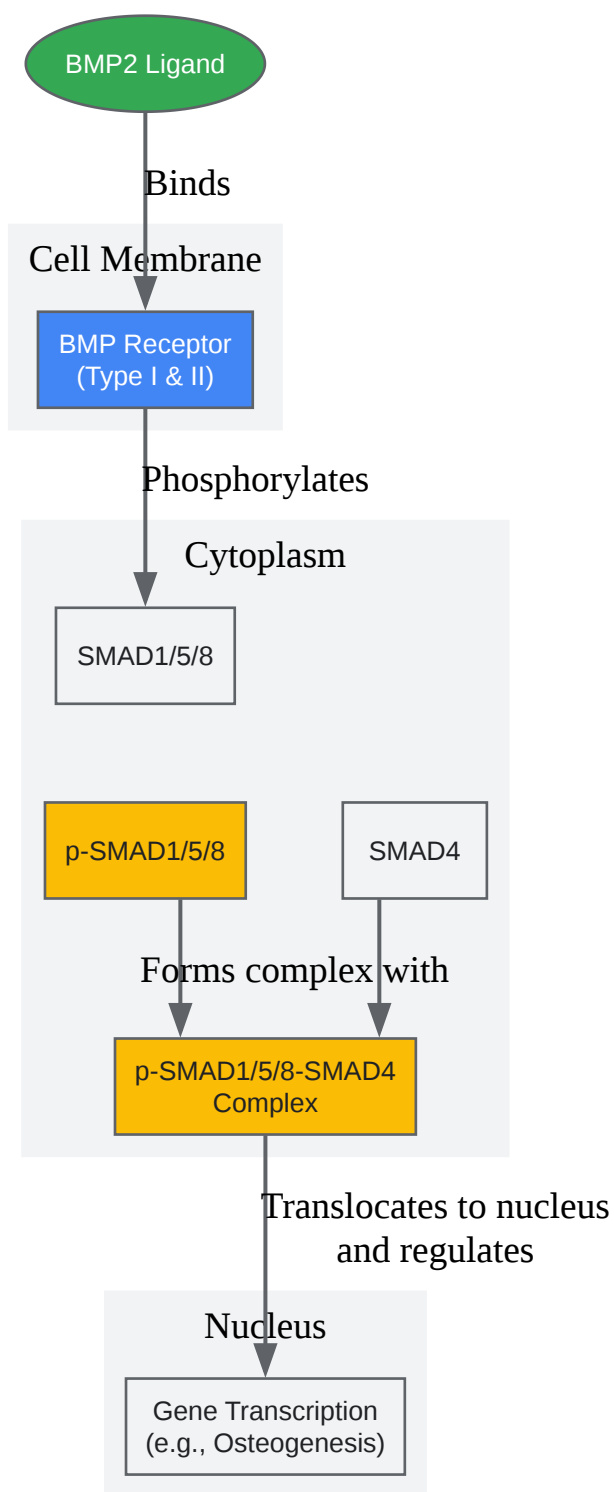 BMP2 Ligand
Binds
Cell Membrane
BMP Receptor
(Type I & II)
Phosphorylates
Cytoplasm
SMAD1/5/8
p-SMAD1/5/8
SMAD4
Forms complex with
p-SMAD1/5/8-SMAD4
Complex
Translocates to nucleus
and regulates
Nucleus
Gene Transcription
(e.g., Osteogenesis)